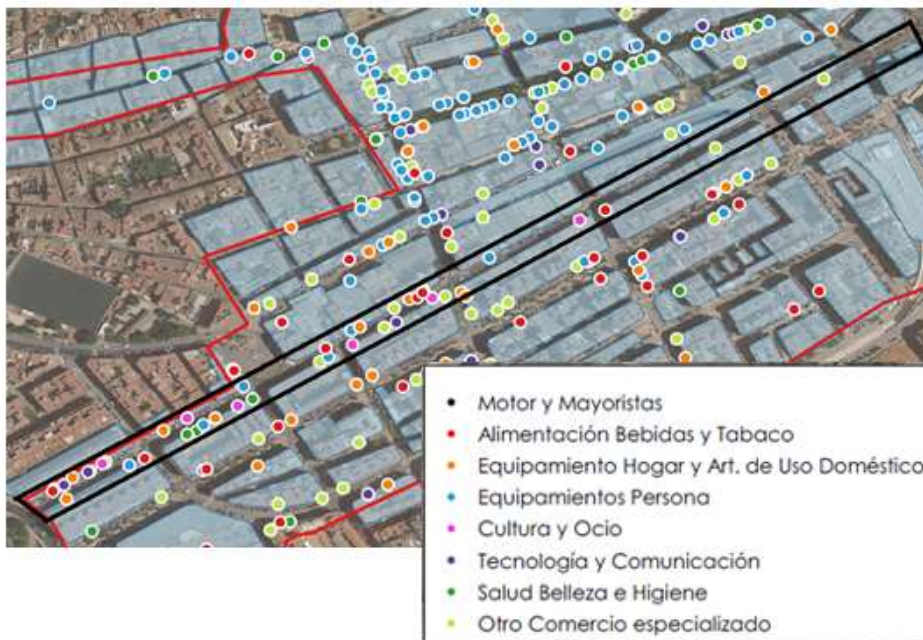 Motor y Mayoristas
Alimentación Bebidas y Tabaco
Equipamiento Hogar y Art. de Uso Doméstico
Equipamientos Persona
Cultura y Ocio
Tecnología y Comunicación
Salud Belleza e Higiene
Otro Comercio especializado